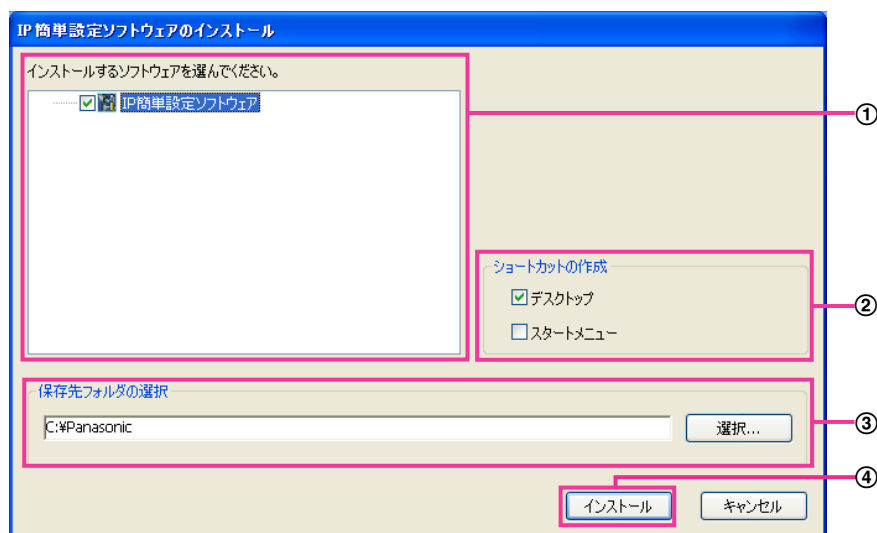 IP簡単設定ソフトウェアのインストール
インストールするソフトウェアを選んでください。
IP簡単設定ソフトウェア
①
ショートカットの作成
デスクトップ
②
スタートメニュー
保存先フォルダの選択
C:¥Panasonic
選択...
③
④
インストール
キャンセル